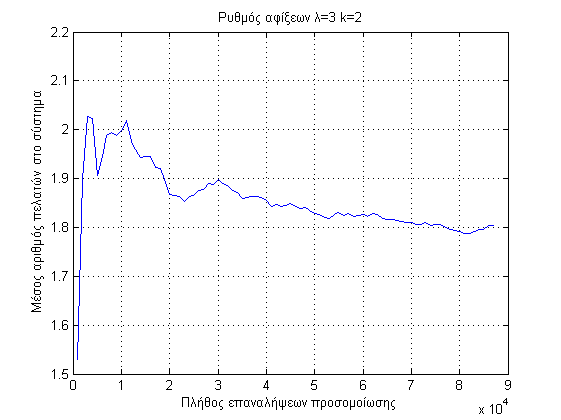 Ρυθμός αφίξεων λ=3 k=2
Μέσος αριθμός πελατών στο σύστημα
2.2
2.1
2
1.9
1.8
1.7
1.6
1.5
0 1 2 3 4 5 6 7 8 9
x 10^4
Πλήθος επαναλήψεων προσομοίωσης